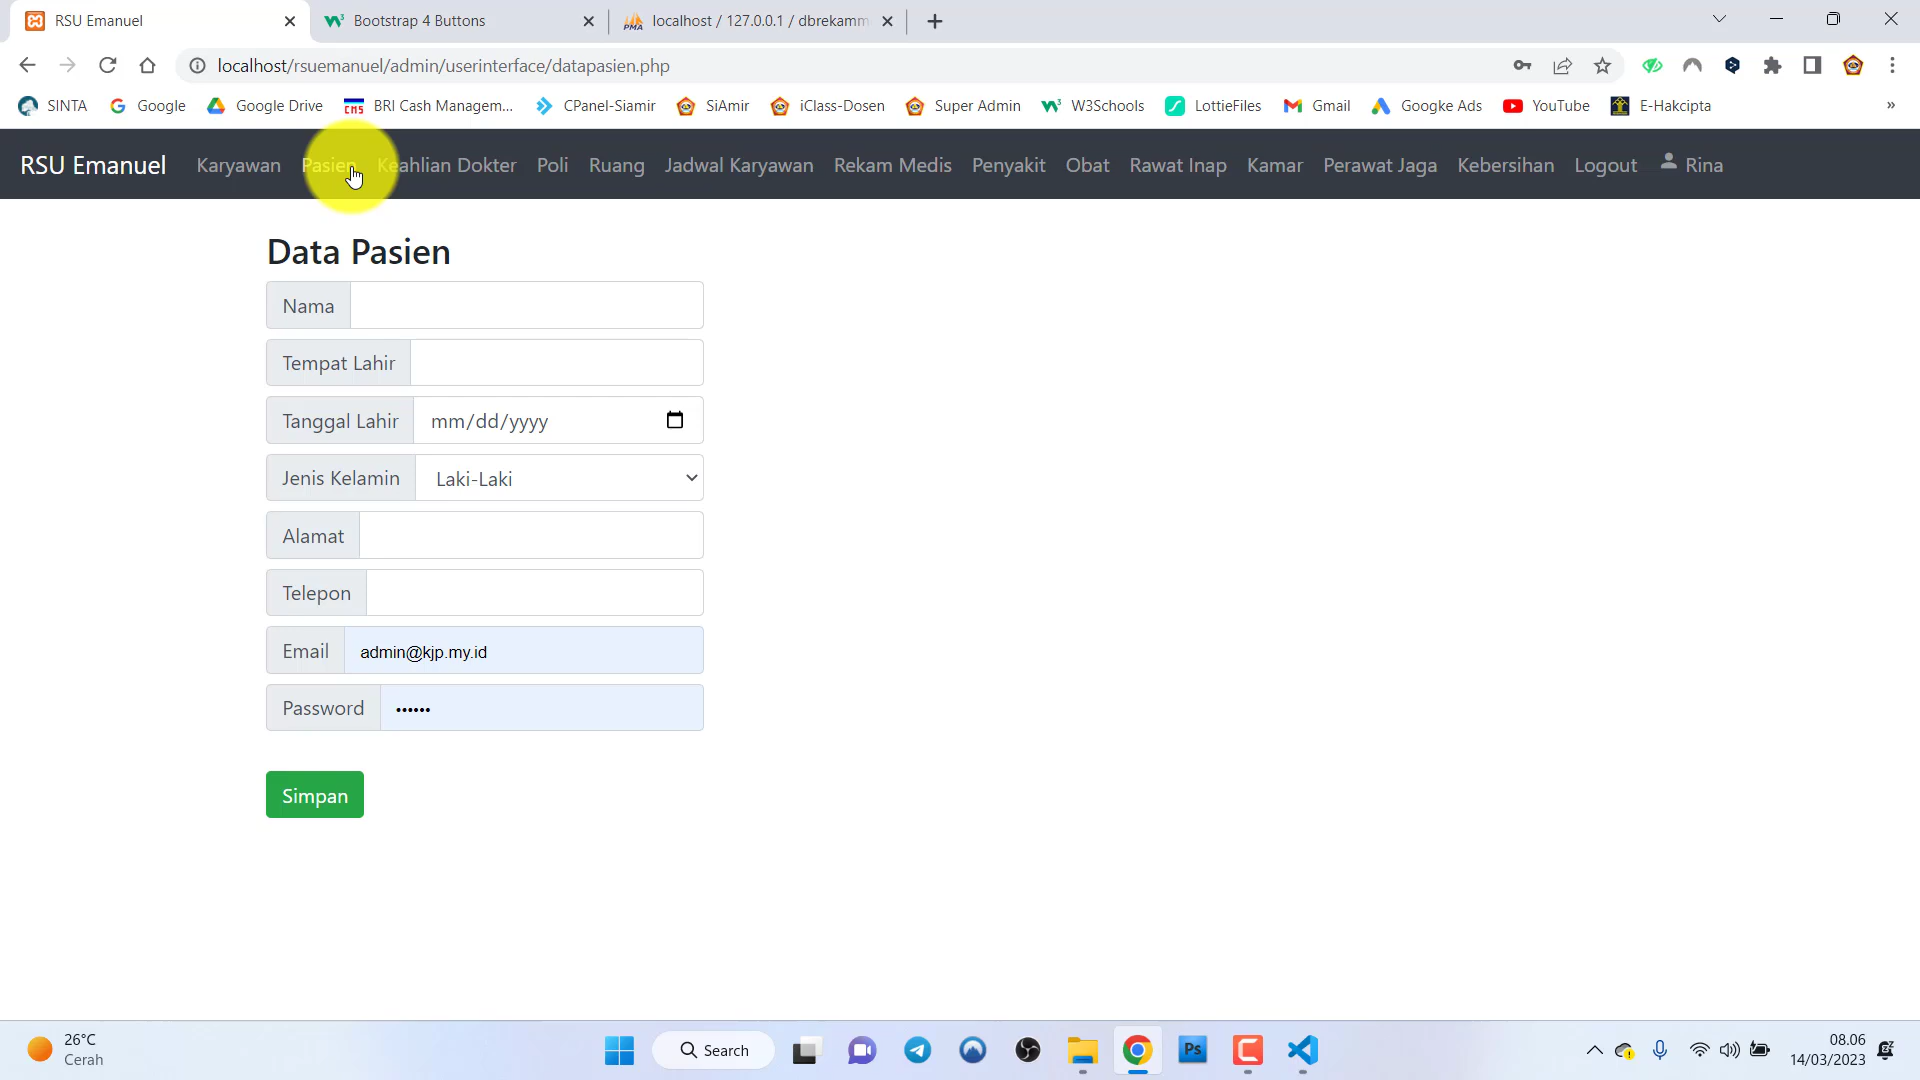 RSU Emanuel
Bootstrap 4 Buttons
localhost / 127.0.0.1 / dbrekamm
localhost/rsuemanuel/admin/userinterface/datapasien.php
SINTA
Google
Google Drive
CMS
BRI Cash Managem...
CPanel-Siamir
SiAmir
iClass-Dosen
Super Admin
W3Schools
LottieFiles
Gmail
Googke Ads
YouTube
E-Hakcipta
»
RSU Emanuel
Karyawan
Pasien
Keahlian Dokter
Poli
Ruang
Jadwal Karyawan
Rekam Medis
Penyakit
Obat
Rawat Inap
Kamar
Perawat Jaga
Kebersihan
Logout
Rina
Data Pasien
Nama
Tempat Lahir
Tanggal Lahir mm/dd/yyyy
Jenis Kelamin Laki-Laki
Alamat
Telepon
Email admin@kjp.my.id
Password ••••••
Simpan
26°C
Cerah
Search
Ps
08.06
14/03/2023